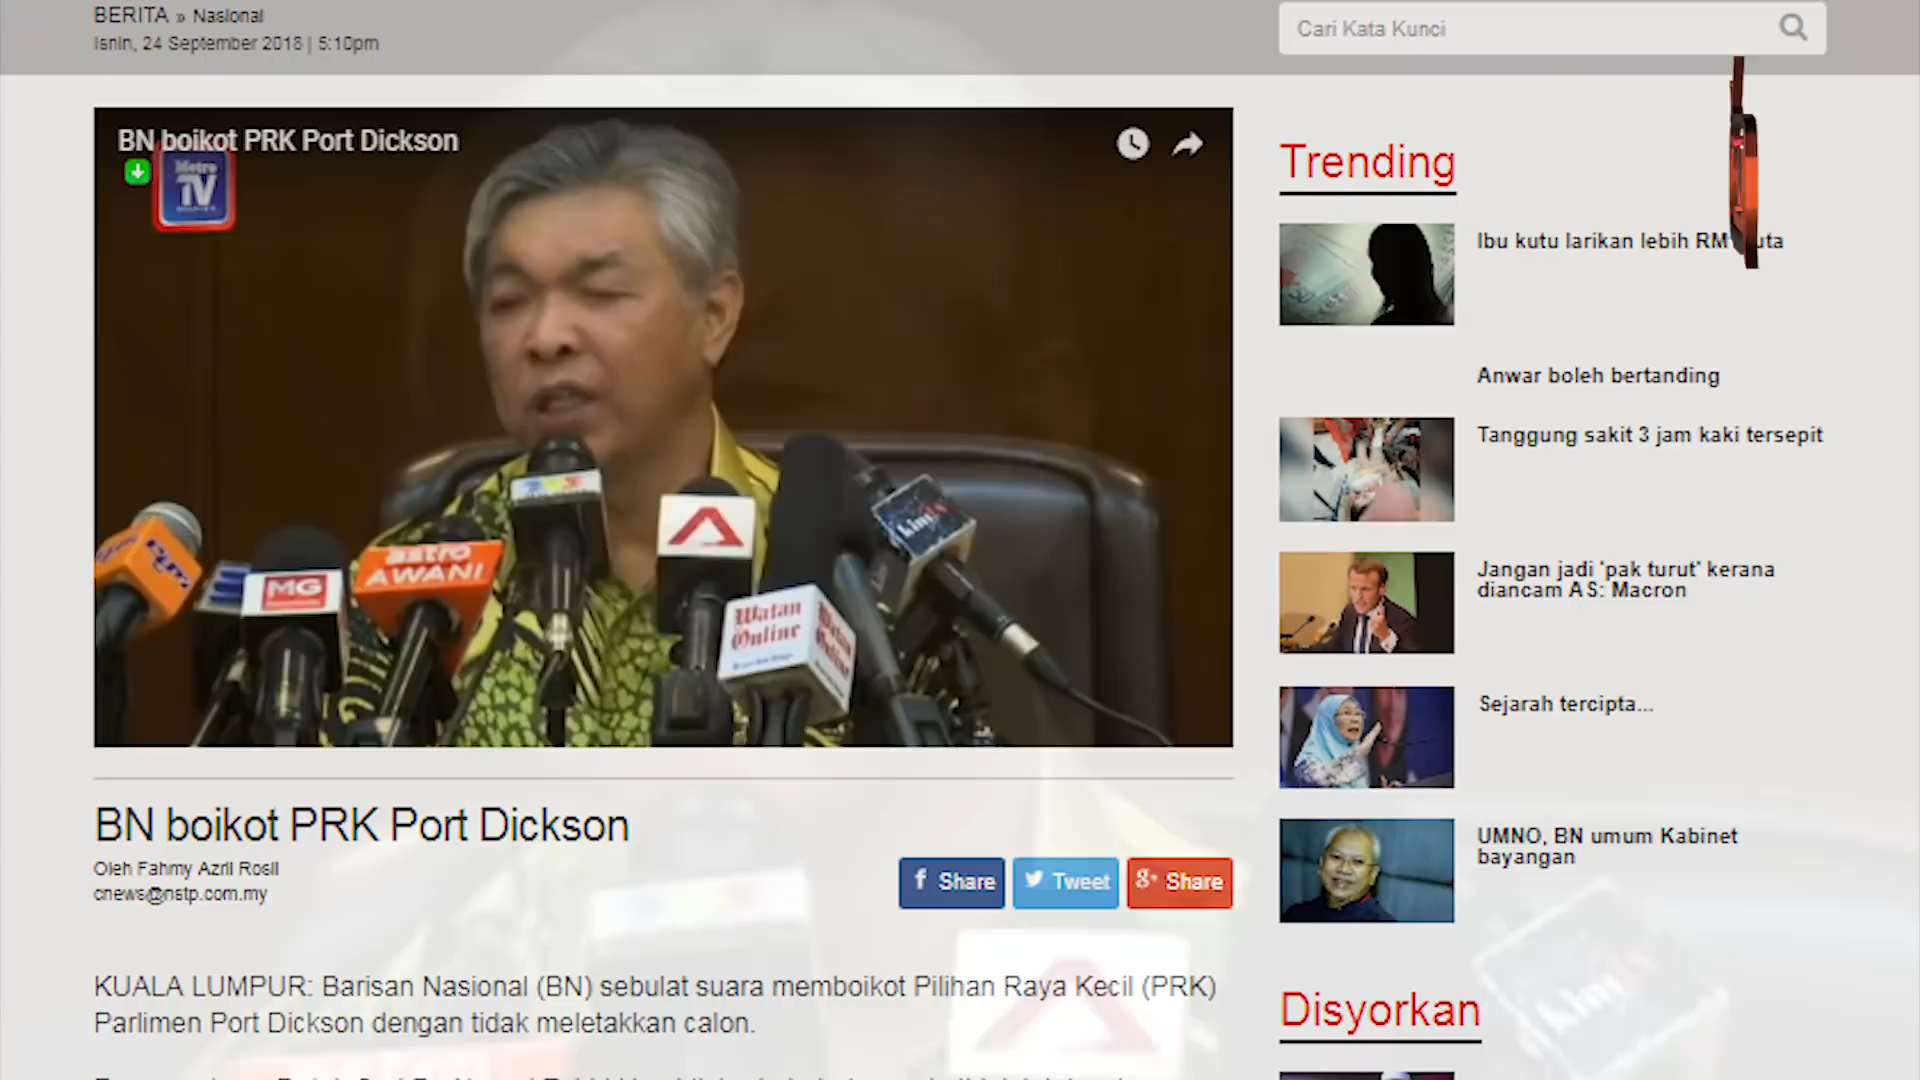 BERITA » Nasional
Isnin, 24 September 2018 | 5:10pm
Cari Kata Kunci
BN boikot PRK Port Dickson
Metro
TV
Trending
Ibu kutu larikan lebih RM
Anwar boleh bertanding
Tanggung sakit 3 jam kaki tersepit
Jangan jadi 'pak turut' kerana
diancam AS: Macron
Sejarah tercipta...
UMNO, BN umum Kabinet
bayangan
MG
astro
AWANI
Watan
Online
kinitv
BN boikot PRK Port Dickson
Oleh Fahmy Azril Rosli
cnews@nstp.com.my
Share
Tweet
Share
KUALA LUMPUR: Barisan Nasional (BN) sebulat suara memboikot Pilihan Raya Kecil (PRK)
Parlimen Port Dickson dengan tidak meletakkan calon.
Disyorkan